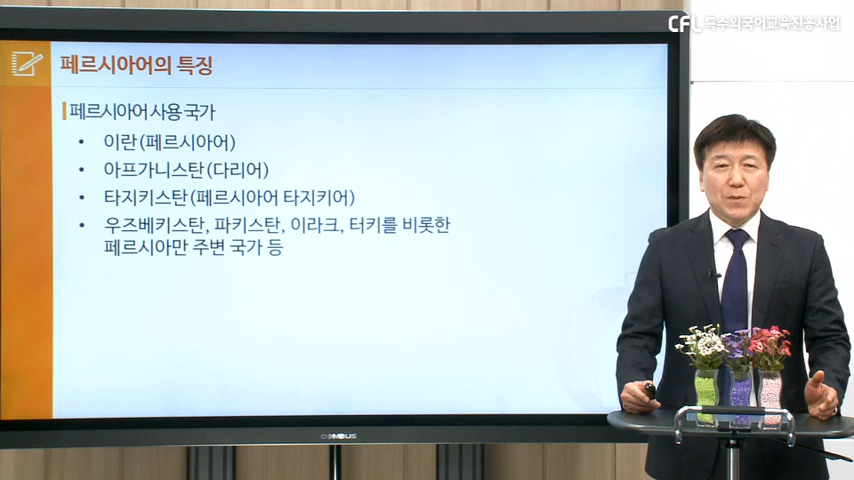 CFL 특수외국어교육진흥사업
페르시아어의 특징
페르시아어 사용 국가
• 이란(페르시아어)
• 아프가니스탄(다리어)
• 타지키스탄(페르시아어 타지키어)
• 우즈베키스탄, 파키스탄, 이라크, 터키를 비롯한
페르시아만 주변 국가 등
COMBUS